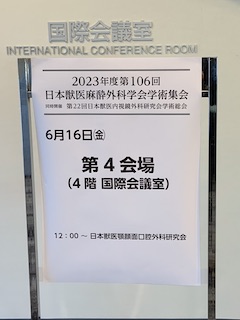 国際会議室
INTERNATIONAL CONFERENCE ROOM
2023年度第106回
日本獣医麻酔外科学会学術集会
同時開催 第22回日本獣医内視鏡外科研究会学術総会
6月16日㊎
第4会場
(4階 国際会議室)
12：00 ～ 日本獣医顎顔面口腔外科研究会